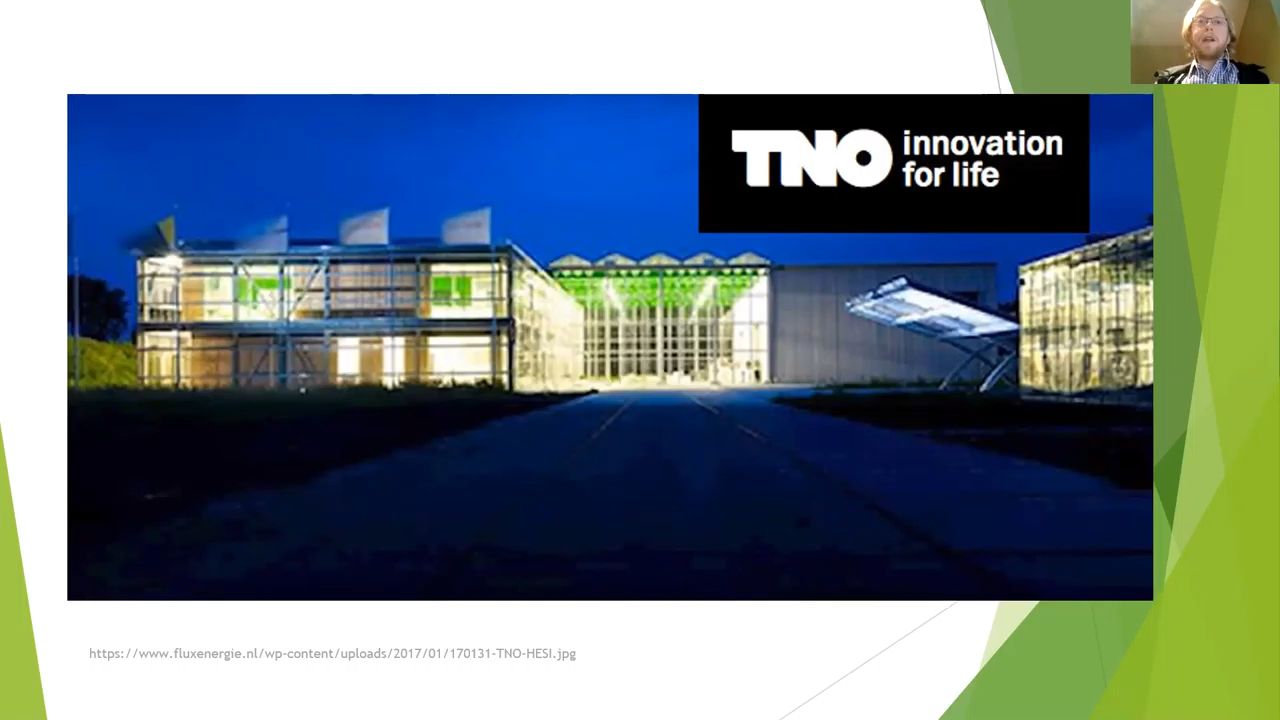 TNO innovation
for life
https://www.fluxenergie.nl/wp-content/uploads/2017/01/170131-TNO-HESI.jpg